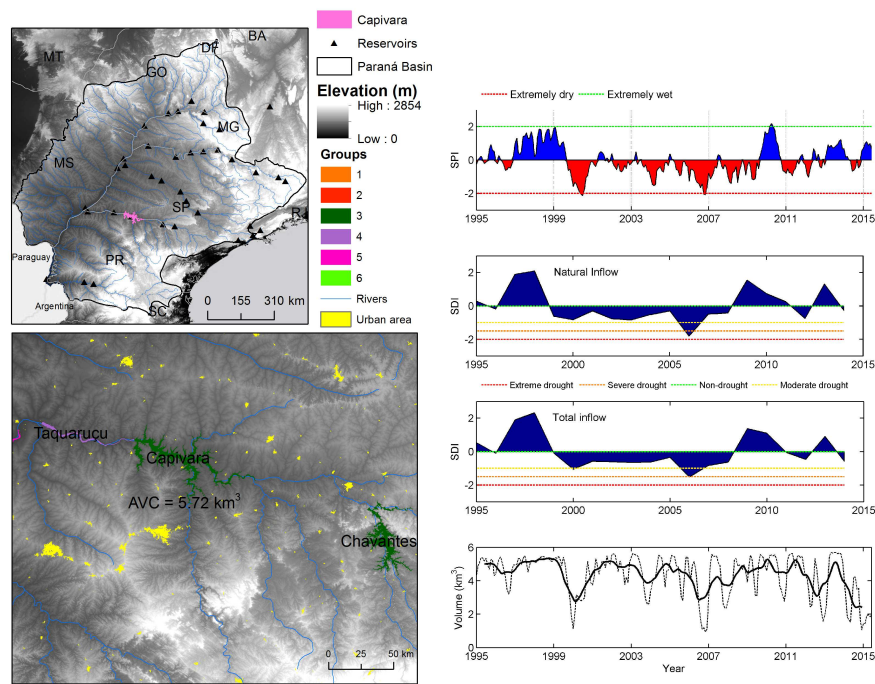 Capivara
Reservoirs
Paraná Basin
Elevation (m)
High : 2854
Low : 0
Groups
1
2
3
4
5
6
Rivers
Urban area
BA
DF
MT
GO
MG
MS
SP
R
PR
SC
Paraguay
Argentina
0 155 310 km
Taquaruçu
Capivara
AVC = 5.72 km³
Chavantes
0 25 50 km
Extremely dry Extremely wet
SPI
2
0
-2
1995 1999 2003 2007 2011 2015
Natural Inflow
SDI
2
0
-2
1995 2000 2005 2010 2015
Extreme drought Severe drought Non-drought Moderate drought
Total inflow
SDI
2
0
-2
1995 2000 2005 2010 2015
Volume (km³)
6
4
2
0
1995 1999 2003 2007 2011 2015
Year